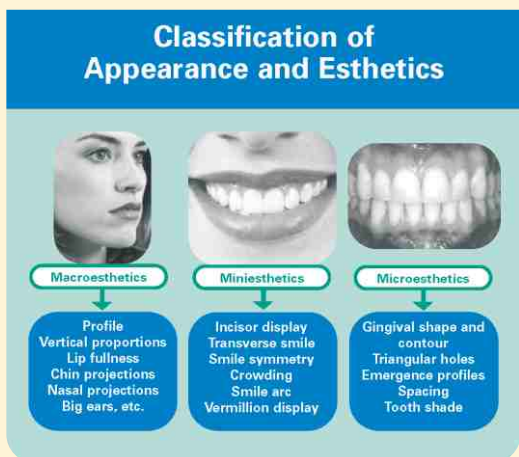 Classification of
Appearance and Esthetics
Macroesthetics
Profile
Vertical proportions
Lip fullness
Chin projections
Nasal projections
Big ears, etc.
Miniesthetics
Incisor display
Transverse smile
Smile symmetry
Crowding
Smile arc
Vermillion display
Microesthetics
Gingival shape and
contour
Triangular holes
Emergence profiles
Spacing
Tooth shade